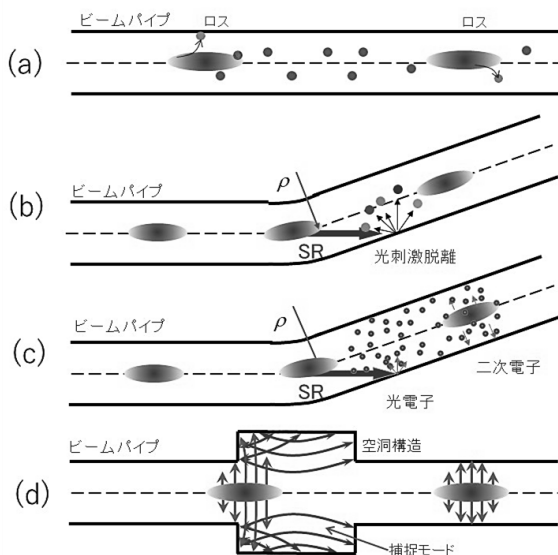 ビームパイプ
ロス
ロス
(a)
ρ
(b)
ビームパイプ
SR
光刺激脱離
ρ
ビームパイプ
(c)
二次電子
SR
光電子
ビームパイプ
空洞構造
(d)
捕捉モード